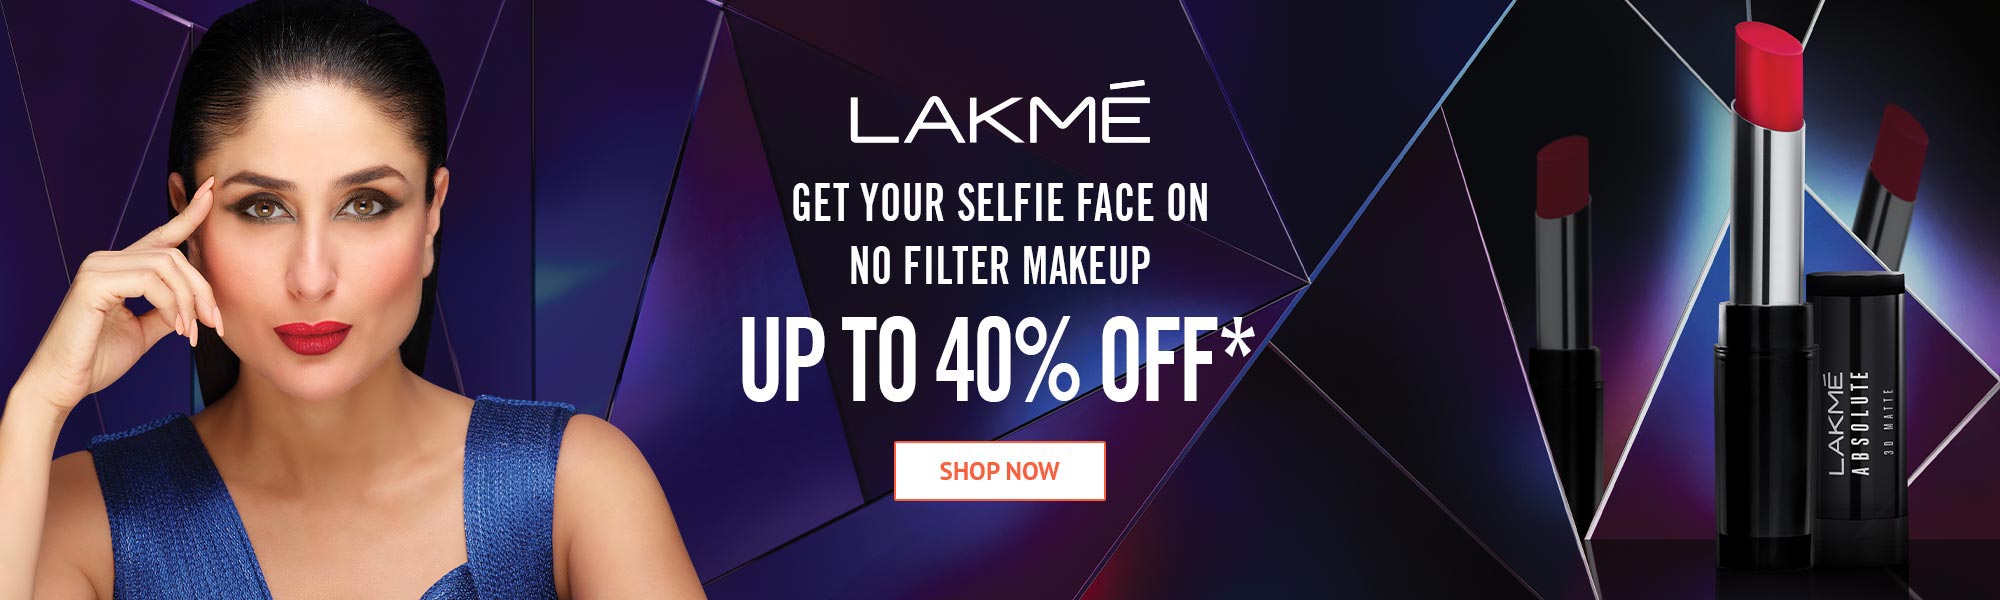 LAKMÉ
GET YOUR SELFIE FACE ON
NO FILTER MAKEUP
UP TO 40% OFF*
SHOP NOW
LAKMÉ
ABSOLUTE
3D MATTE